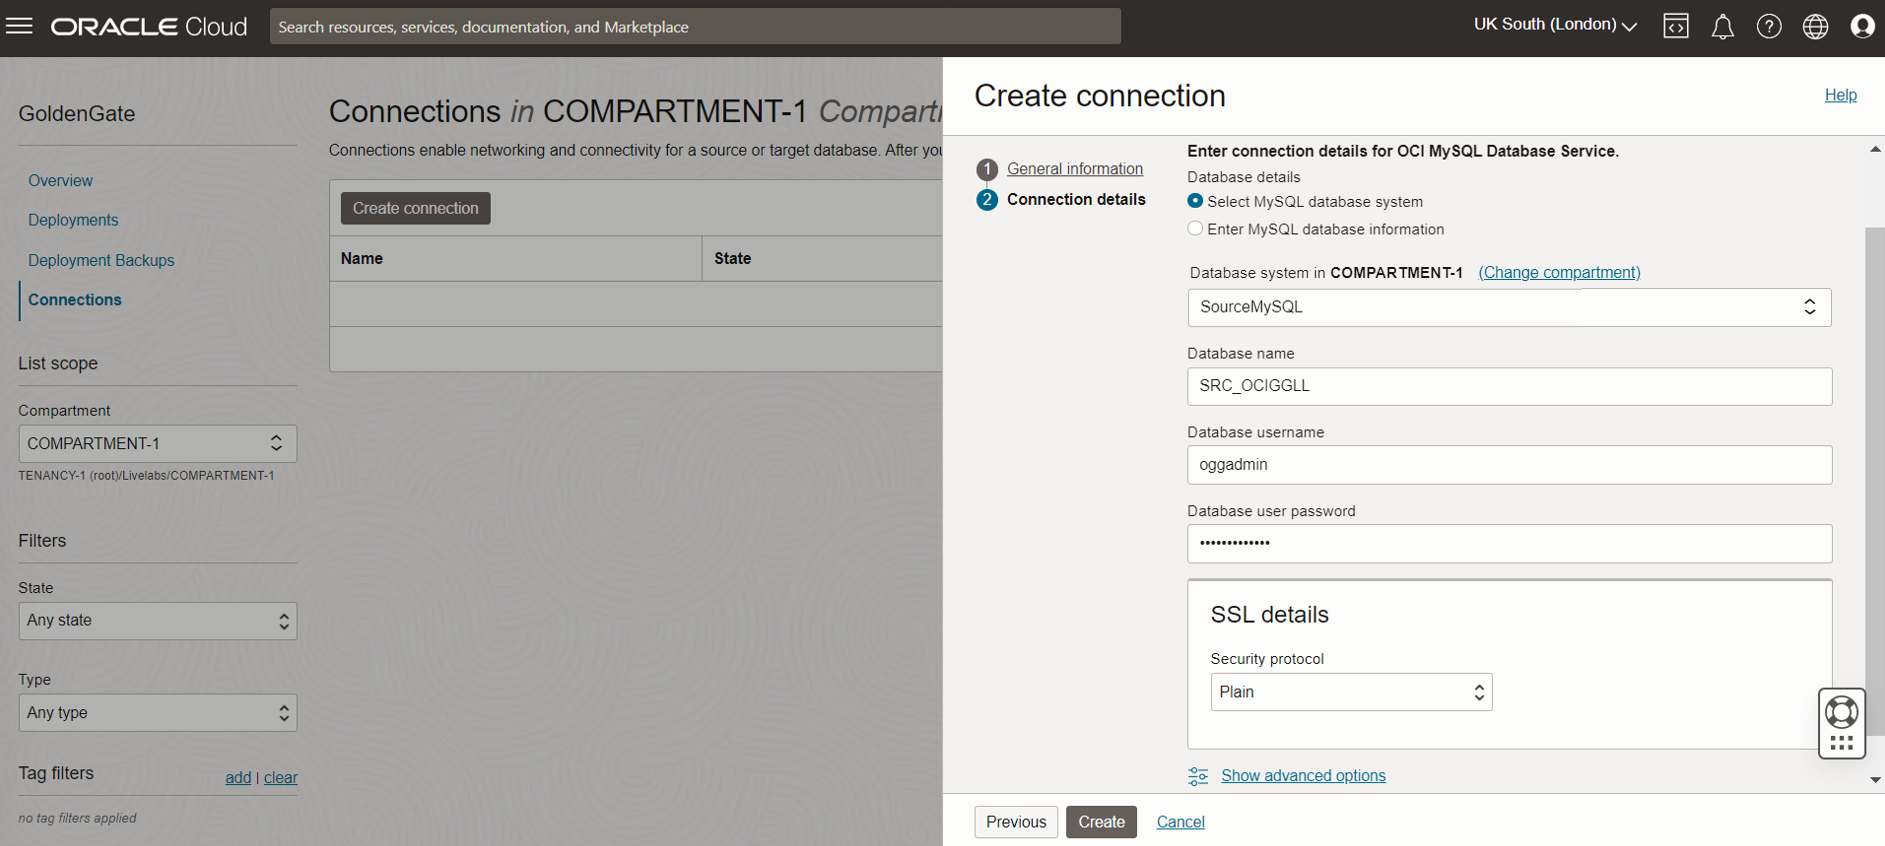 ORACLE Cloud
Search resources, services, documentation, and Marketplace
UK South (London)
GoldenGate
Overview
Deployments
Deployment Backups
Connections
List scope
Compartment
COMPARTMENT-1
TENANCY-1 (root)/Livelabs/COMPARTMENT-1
Filters
State
Any state
Type
Any type
Tag filters
add | clear
no tag filters applied
Connections in COMPARTMENT-1 Compartm
Connections enable networking and connectivity for a source or target database. After you
Create connection
Name State
Create connection
Help
1 General information
2 Connection details
Enter connection details for OCI MySQL Database Service.
Database details
Select MySQL database system
Enter MySQL database information
Database system in COMPARTMENT-1 (Change compartment)
SourceMySQL
Database name
SRC_OCIGGLL
Database username
oggadmin
Database user password
•••••••••••••
SSL details
Security protocol
Plain
Show advanced options
Previous Create Cancel